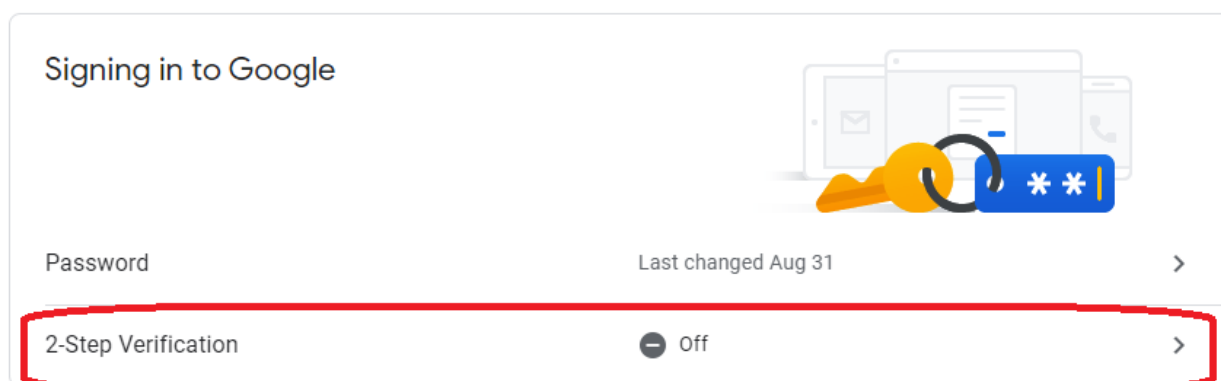 Signing in to Google
**
Password Last changed Aug 31
2-Step Verification Off